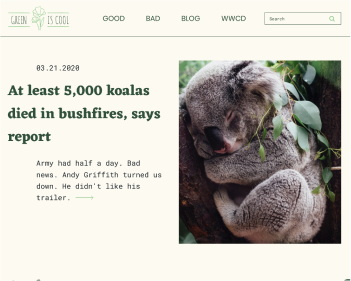 GREEN IS COOL
GOOD BAD BLOG WWCD
Search
03.21.2020
At least 5,000 koalas
died in bushfires, says
report
Army had half a day. Bad
news. Andy Griffith turned us
down. He didn't like his
trailer.